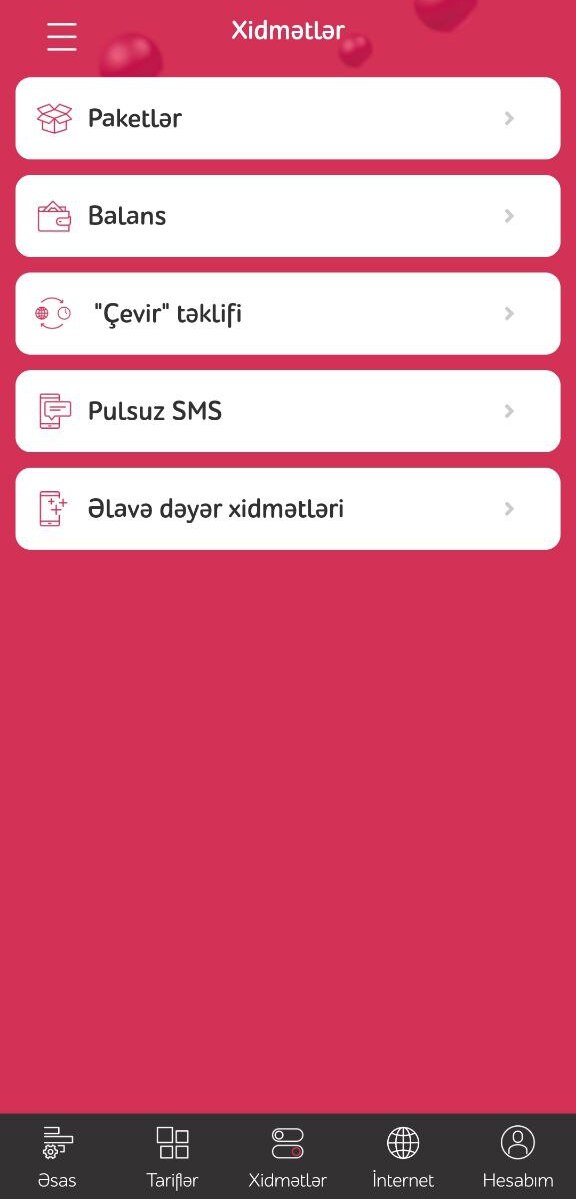 Xidmətlər
Paketlər
Balans
"Çevir" təklifi
Pulsuz SMS
Əlavə dəyər xidmətləri
Əsas
Tariflər
Xidmətlər
İnternet
Hesabım